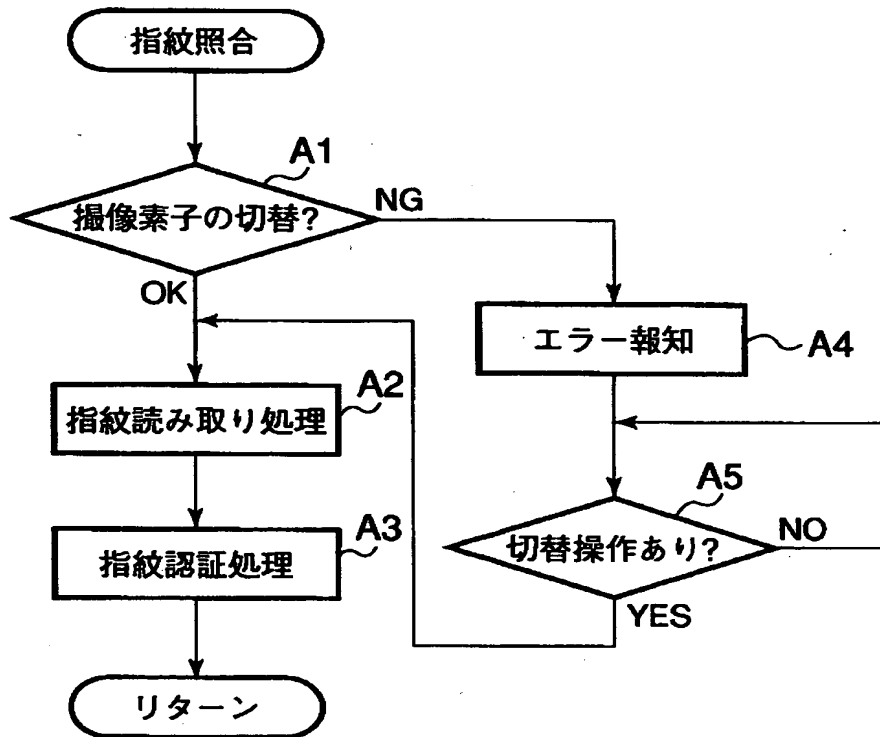 指紋照合
A1
撮像素子の切替?
NG
OK
エラー報知
A4
A2
指紋読み取り処理
A5
切替操作あり?
NO
YES
A3
指紋認証処理
リターン